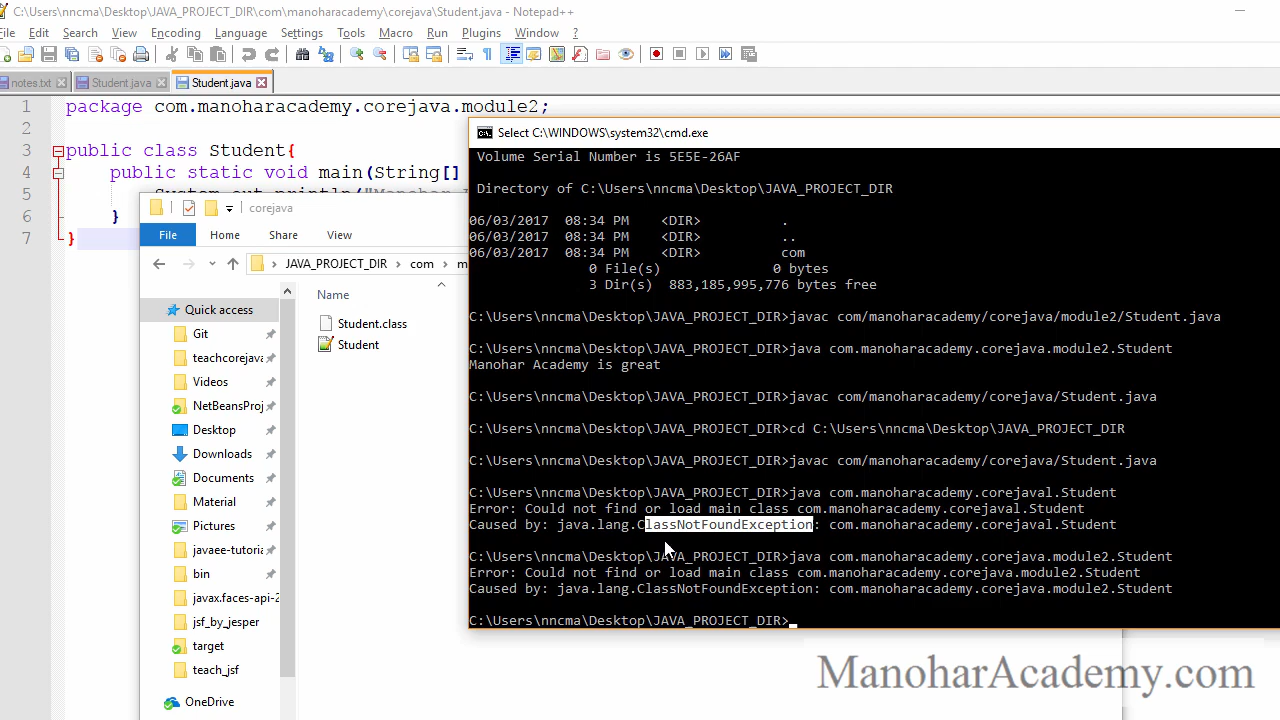 C:\Users\nncma\Desktop\JAVA_PROJECT_DIR\com\manoharacademy\corejava\Student.java - Notepad++
File Edit Search View Encoding Language Settings Tools Macro Run Plugins Window ?
notes.txt Student.java Student.java
1 package com.manoharacademy.corejava.module2;
2
3 public class Student{
4 public static void main(String[]
5 System.out.println("Manohar
6 }
7 }
corejava
File Home Share View
JAVA_PROJECT_DIR com
Name
Quick access
Git
teachcorejava
Videos
NetBeansProj
Desktop
Downloads
Documents
Material
Pictures
javaee-tutoria
bin
javax.faces-api-2
jsf_by_jesper
target
teach_jsf
OneDrive
Student.class
Student
Select C:\WINDOWS\system32\cmd.exe
Volume Serial Number is 5E5E-26AF
Directory of C:\Users\nncma\Desktop\JAVA_PROJECT_DIR
06/03/2017 08:34 PM <DIR> .
06/03/2017 08:34 PM <DIR> ..
06/03/2017 08:34 PM <DIR> com
0 File(s) 0 bytes
3 Dir(s) 883,185,995,776 bytes free
C:\Users\nncma\Desktop\JAVA_PROJECT_DIR>javac com/manoharacademy/corejava/module2/Student.java
C:\Users\nncma\Desktop\JAVA_PROJECT_DIR>java com.manoharacademy.corejava.module2.Student
Manohar Academy is great
C:\Users\nncma\Desktop\JAVA_PROJECT_DIR>javac com/manoharacademy/corejava/Student.java
C:\Users\nncma\Desktop\JAVA_PROJECT_DIR>cd C:\Users\nncma\Desktop\JAVA_PROJECT_DIR
C:\Users\nncma\Desktop\JAVA_PROJECT_DIR>javac com/manoharacademy/corejava/Student.java
C:\Users\nncma\Desktop\JAVA_PROJECT_DIR>java com.manoharacademy.corejaval.Student
Error: Could not find or load main class com.manoharacademy.corejaval.Student
Caused by: java.lang.ClassNotFoundException: com.manoharacademy.corejaval.Student
C:\Users\nncma\Desktop\JAVA_PROJECT_DIR>java com.manoharacademy.corejava.module2.Student
Error: Could not find or load main class com.manoharacademy.corejava.module2.Student
Caused by: java.lang.ClassNotFoundException: com.manoharacademy.corejava.module2.Student
C:\Users\nncma\Desktop\JAVA_PROJECT_DIR>
ManoharAcademy.com